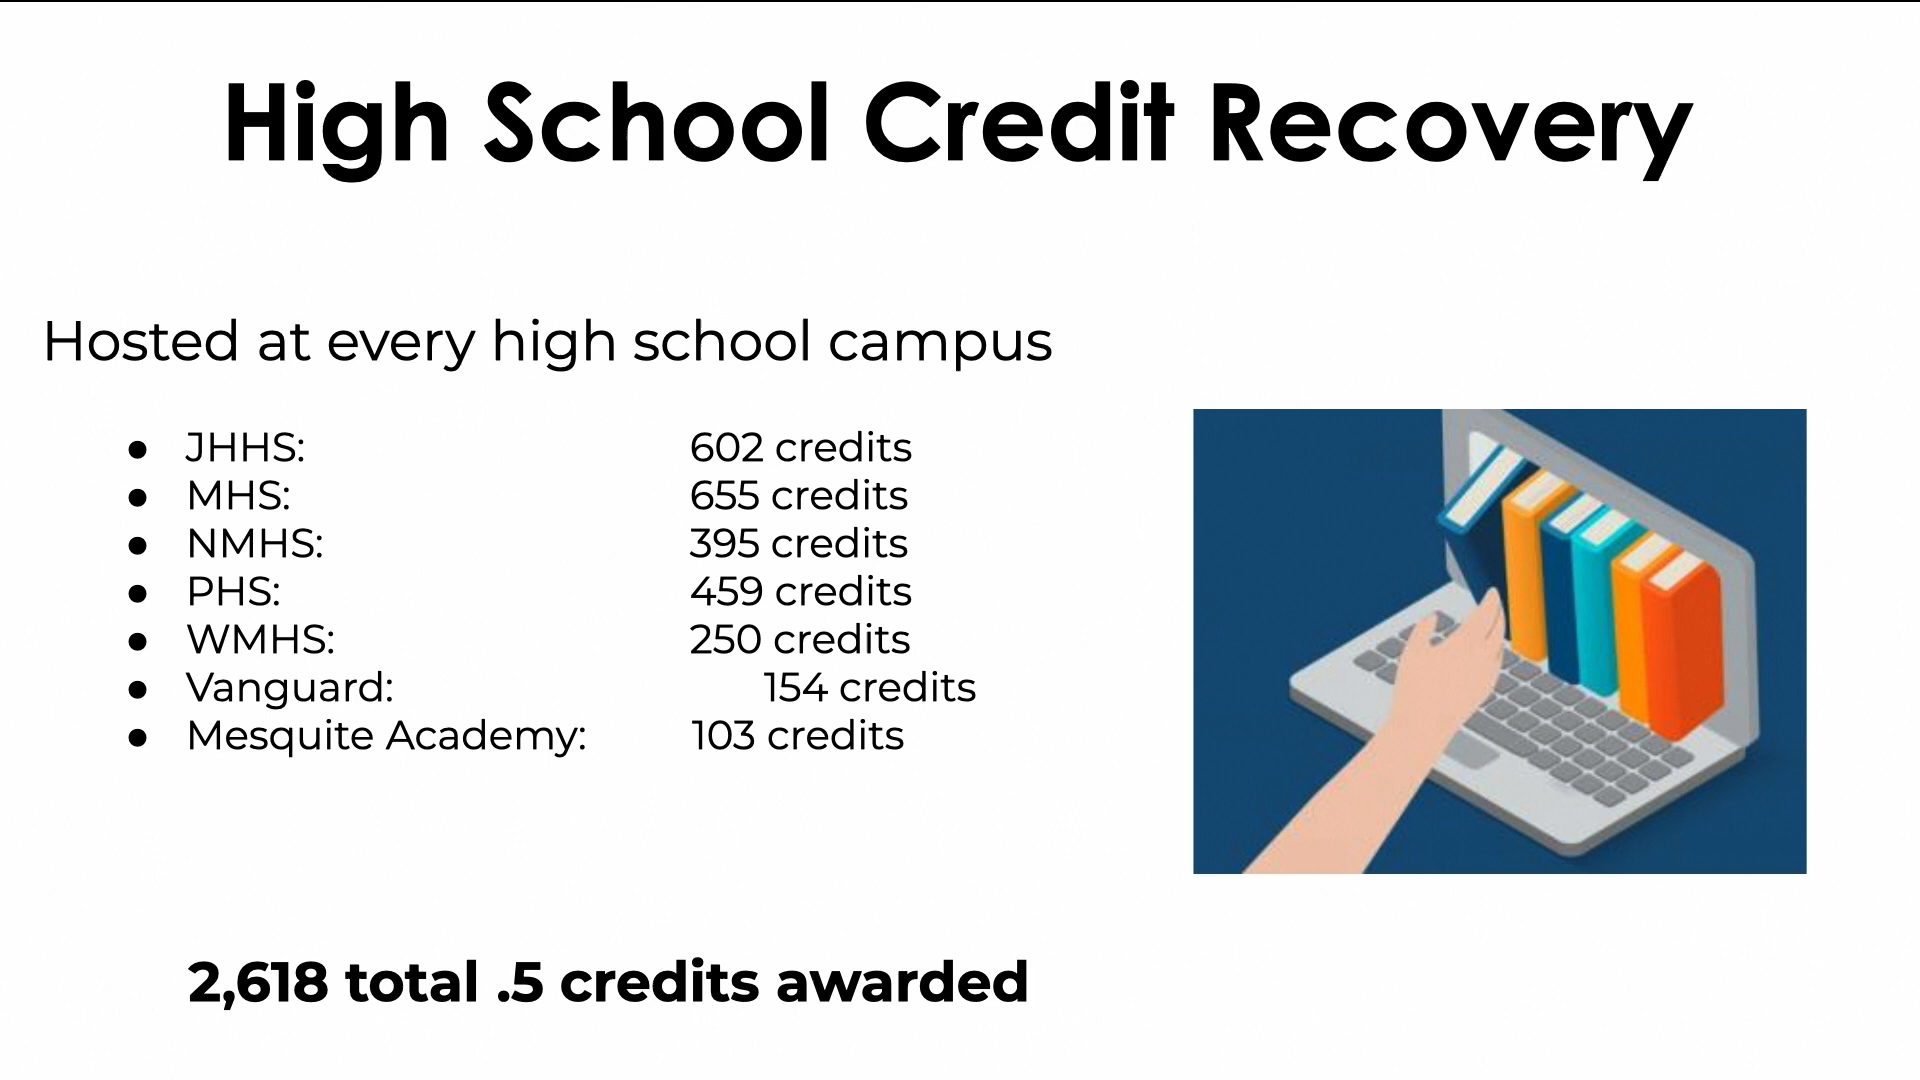 High School Credit Recovery
Hosted at every high school campus
● JHHS: 602 credits
● MHS: 655 credits
● NMHS: 395 credits
● PHS: 459 credits
● WMHS: 250 credits
● Vanguard: 154 credits
● Mesquite Academy: 103 credits
2,618 total .5 credits awarded